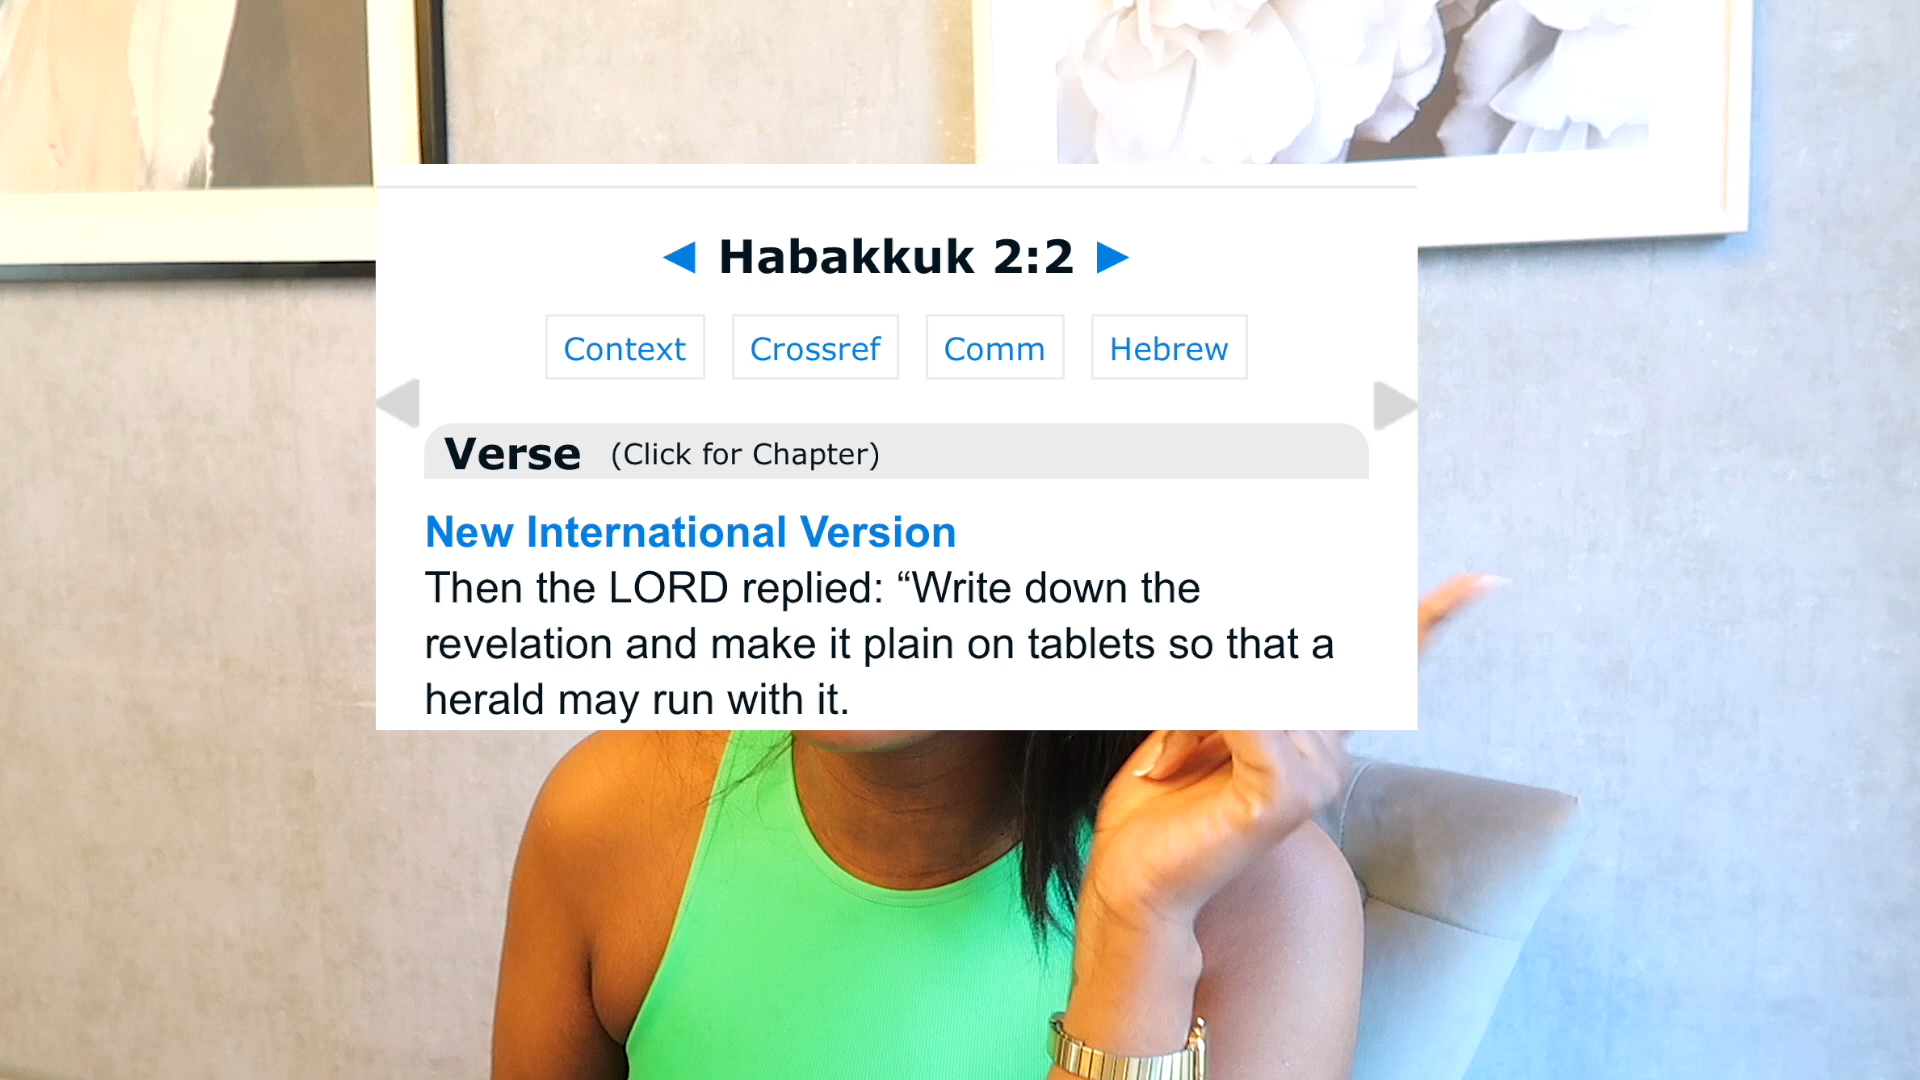 Habakkuk 2:2
Context Crossref Comm Hebrew
Verse (Click for Chapter)
New International Version
Then the LORD replied: “Write down the
revelation and make it plain on tablets so that a
herald may run with it.